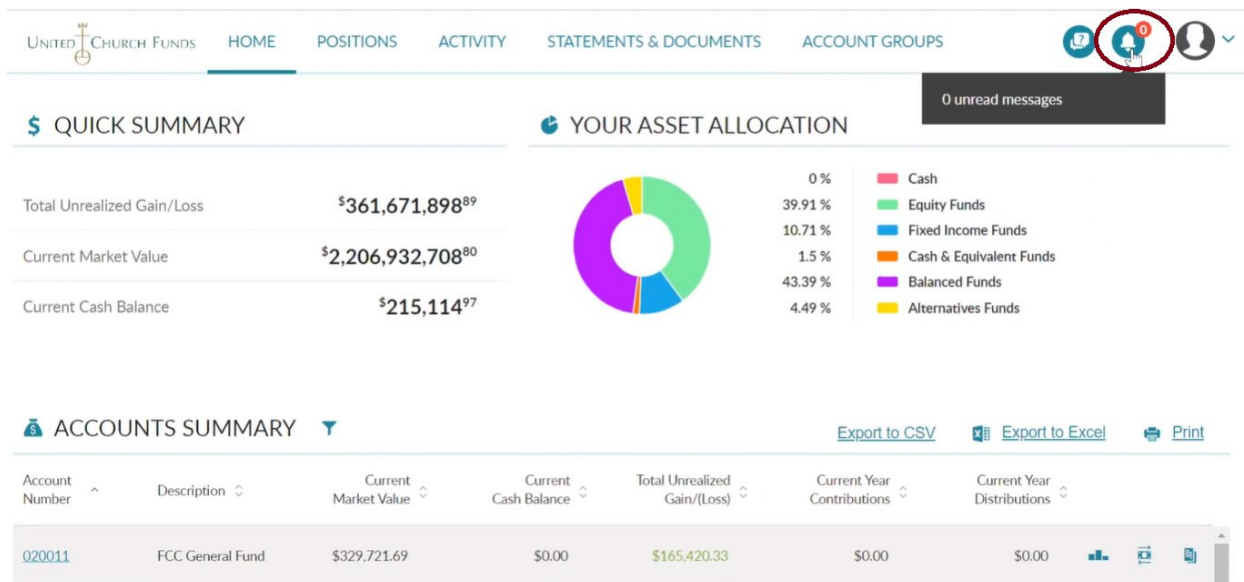 UNITED CHURCH FUNDS HOME POSITIONS ACTIVITY STATEMENTS & DOCUMENTS ACCOUNT GROUPS ? 0
0 unread messages
$ QUICK SUMMARY
Total Unrealized Gain/Loss $361,671,898 89
Current Market Value $2,206,932,708 80
Current Cash Balance $215,114 97
YOUR ASSET ALLOCATION
0 % Cash
39.91 % Equity Funds
10.71 % Fixed Income Funds
1.5 % Cash & Equivalent Funds
43.39 % Balanced Funds
4.49 % Alternatives Funds
$ ACCOUNTS SUMMARY Export to CSV Export to Excel Print
Account Number Description Current Market Value Current Cash Balance Total Unrealized Gain/(Loss) Current Year Contributions Current Year Distributions
020011 FCC General Fund $329,721.69 $0.00 $165,420.33 $0.00 $0.00